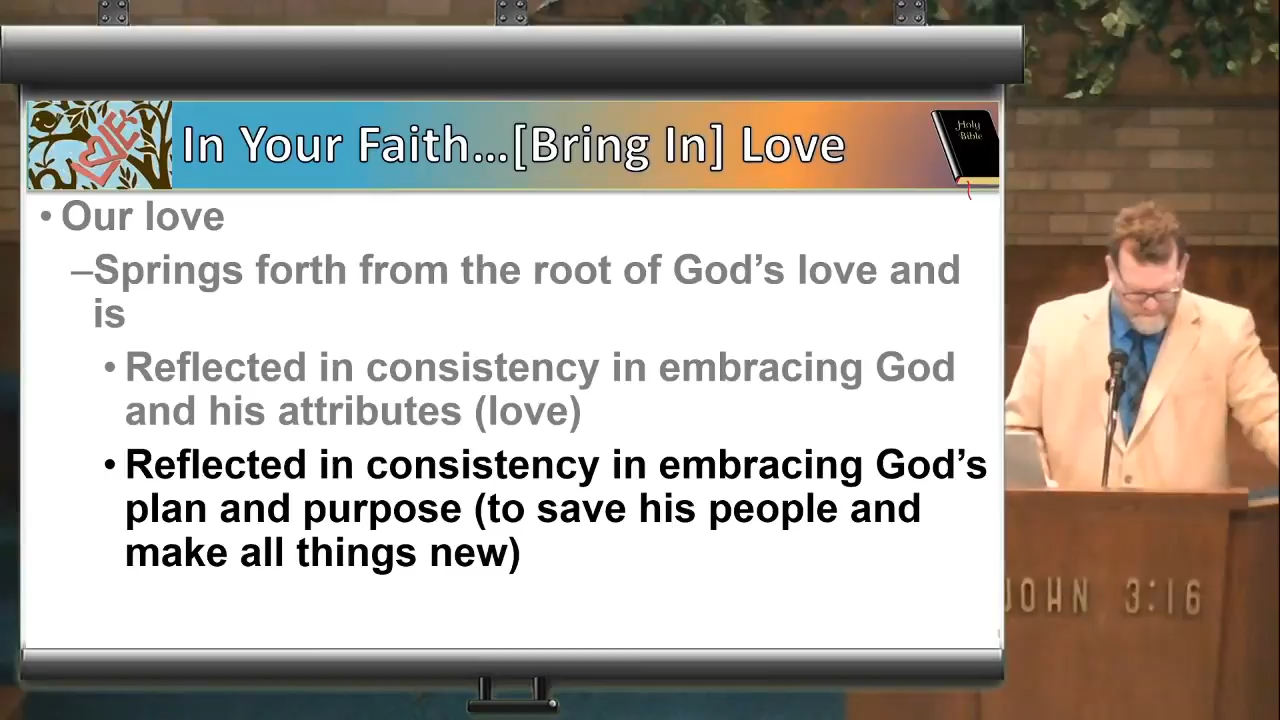 LOVE
In Your Faith...[Bring In] Love
Holy
Bible
• Our love
–Springs forth from the root of God's love and
is
• Reflected in consistency in embracing God
and his attributes (love)
• Reflected in consistency in embracing God's
plan and purpose (to save his people and
make all things new)
JOHN 3:16